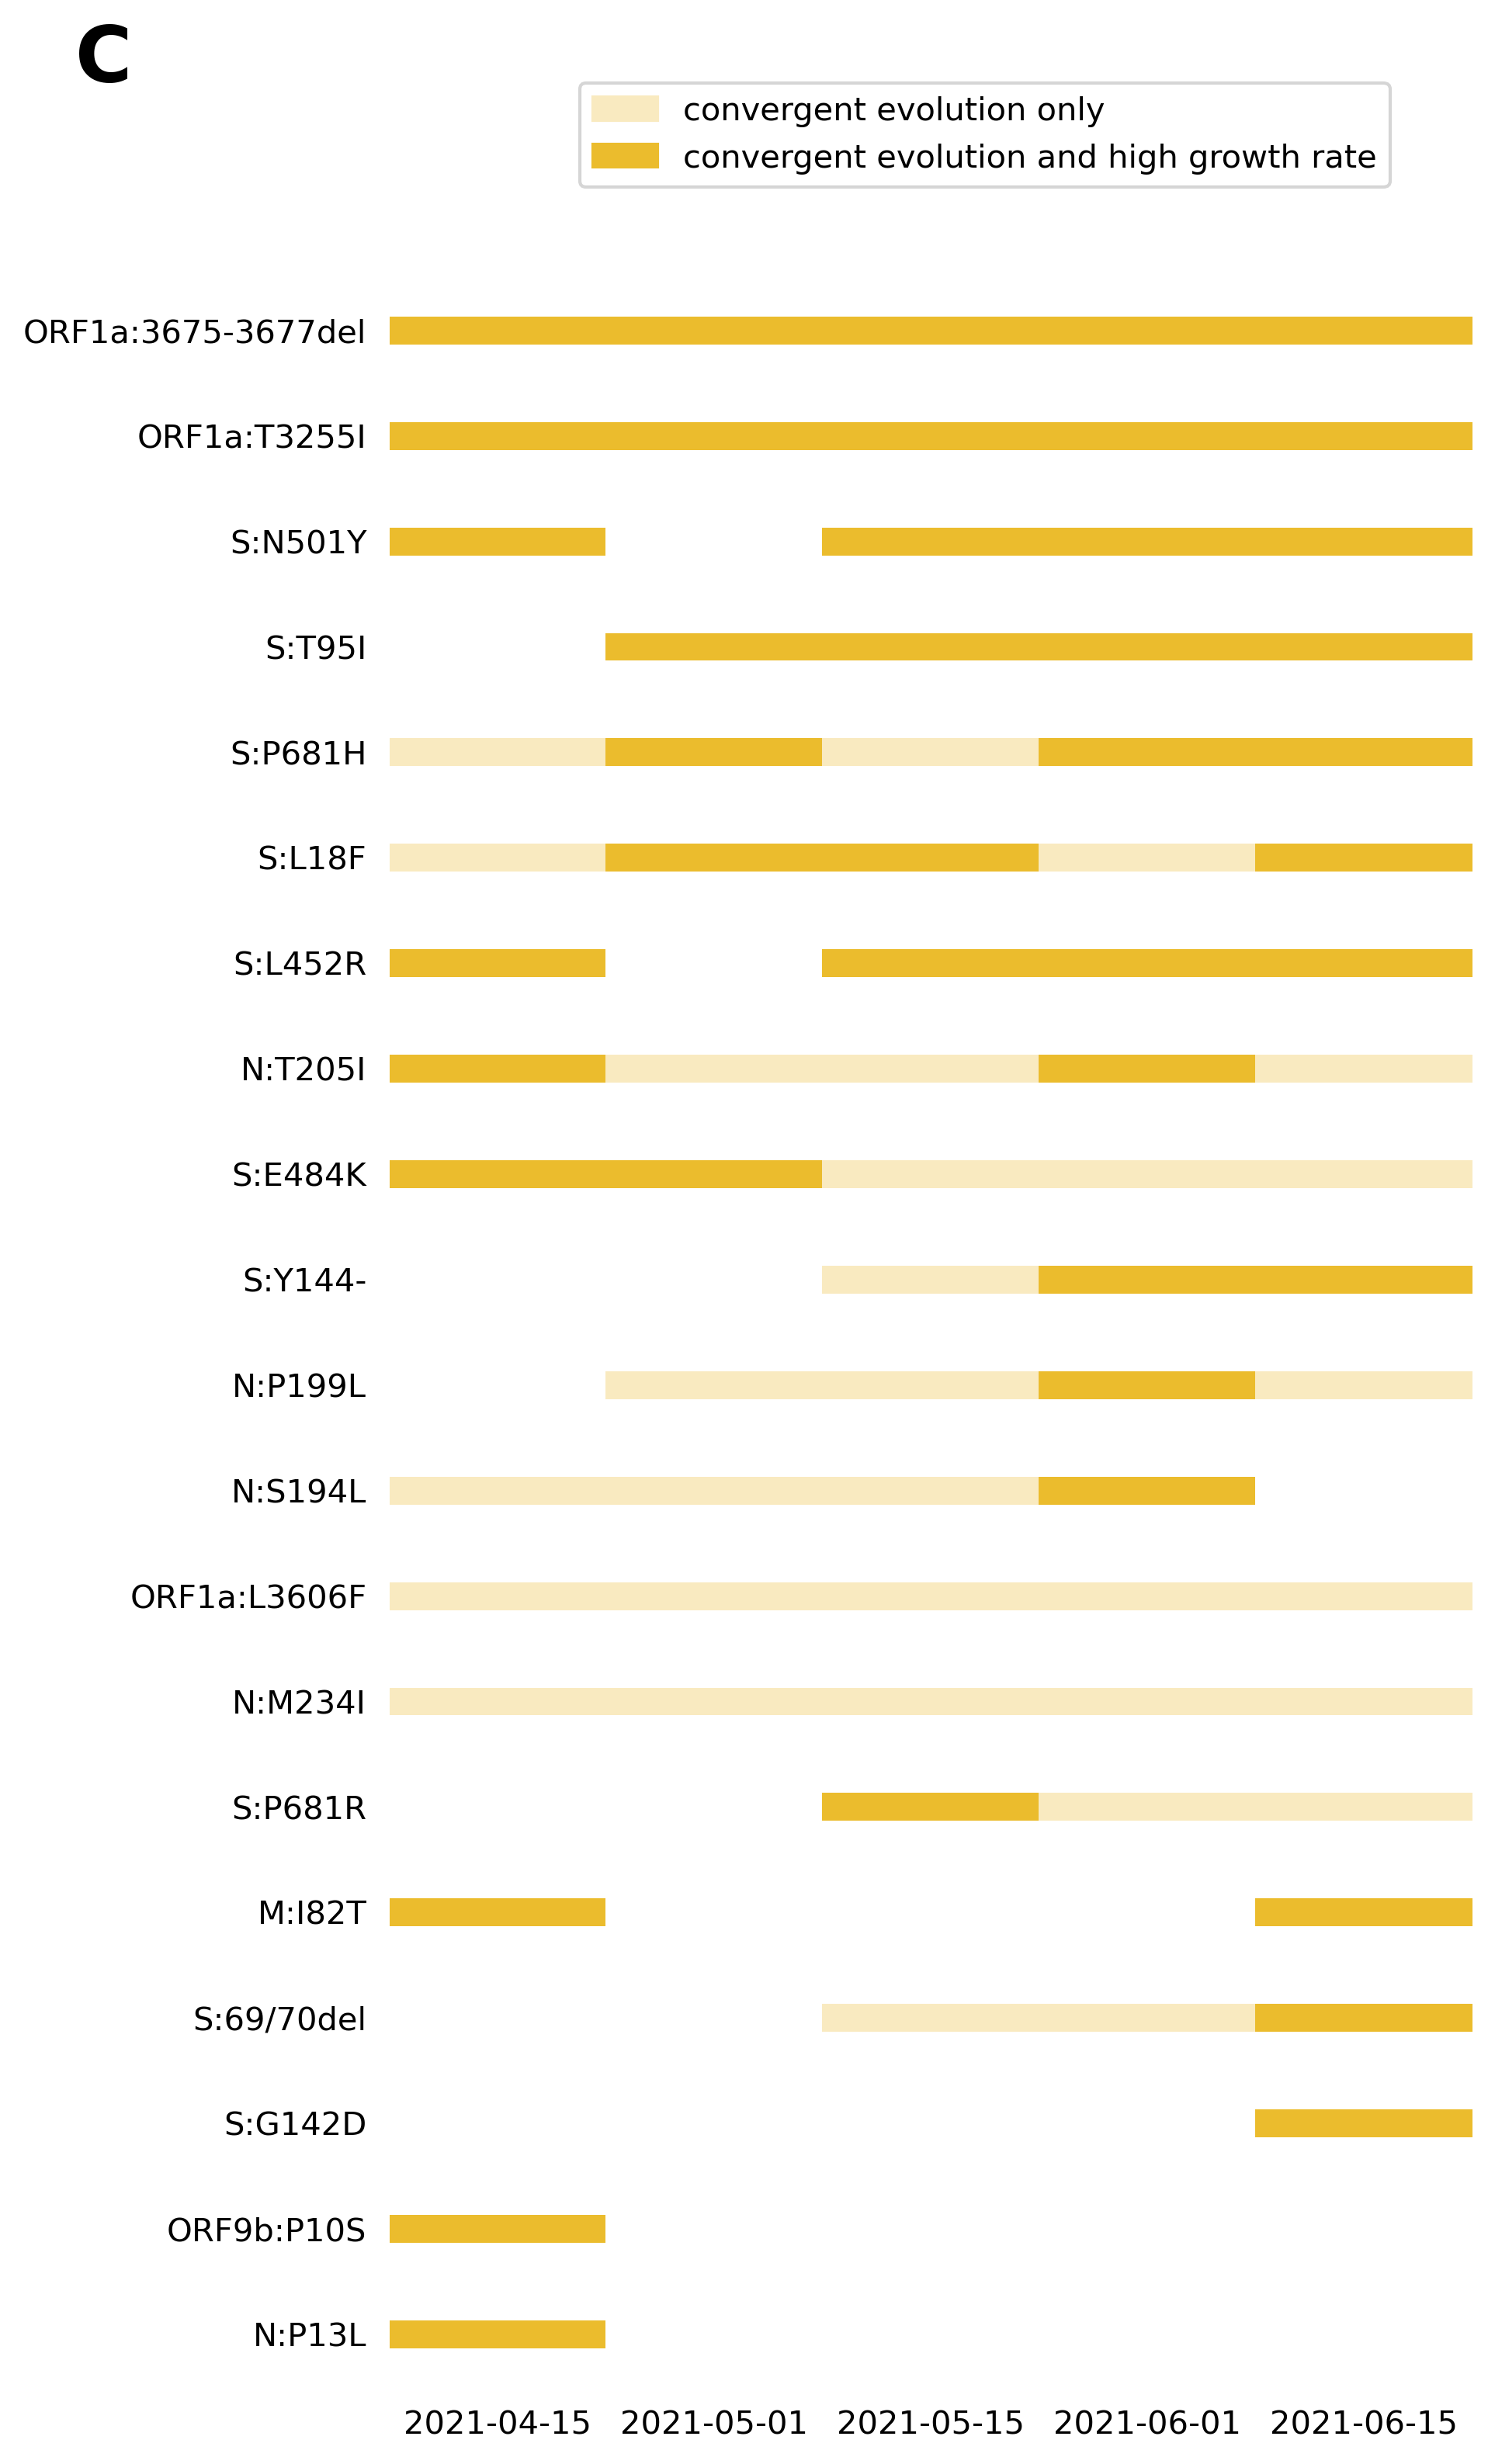 C
convergent evolution only
convergent evolution and high growth rate
ORF1a:3675-3677del
ORF1a:T3255I
S:N501Y
S:T95I
S:P681H
S:L18F
S:L452R
N:T205I
S:E484K
S:Y144-
N:P199L
N:S194L
ORF1a:L3606F
N:M234I
S:P681R
M:I82T
S:69/70del
S:G142D
ORF9b:P10S
N:P13L
2021-04-15 2021-05-01 2021-05-15 2021-06-01 2021-06-15